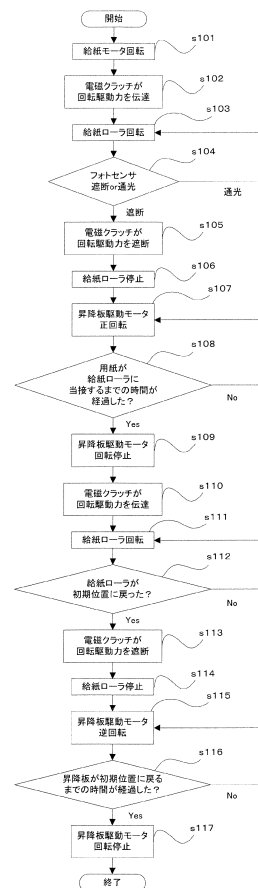 開始
給紙モータ回転
s101
電磁クラッチが
回転駆動力を伝達
s102
給紙ローラ回転
s103
フォトセンサ
遮断or通光
s104
通光
遮断
電磁クラッチが
回転駆動力を遮断
s105
給紙ローラ停止
s106
昇降板駆動モータ
正回転
s107
用紙が
給紙ローラに
当接するまでの時間が
経過した？
s108
No
Yes
昇降板駆動モータ
回転停止
s109
電磁クラッチが
回転駆動力を伝達
s110
給紙ローラ回転
s111
給紙ローラが
初期位置に戻った？
s112
No
Yes
電磁クラッチが
回転駆動力を遮断
s113
給紙ローラ停止
s114
昇降板駆動モータ
逆回転
s115
昇降板が初期位置に戻る
までの時間が経過した？
s116
No
Yes
昇降板駆動モータ
回転停止
s117
終了